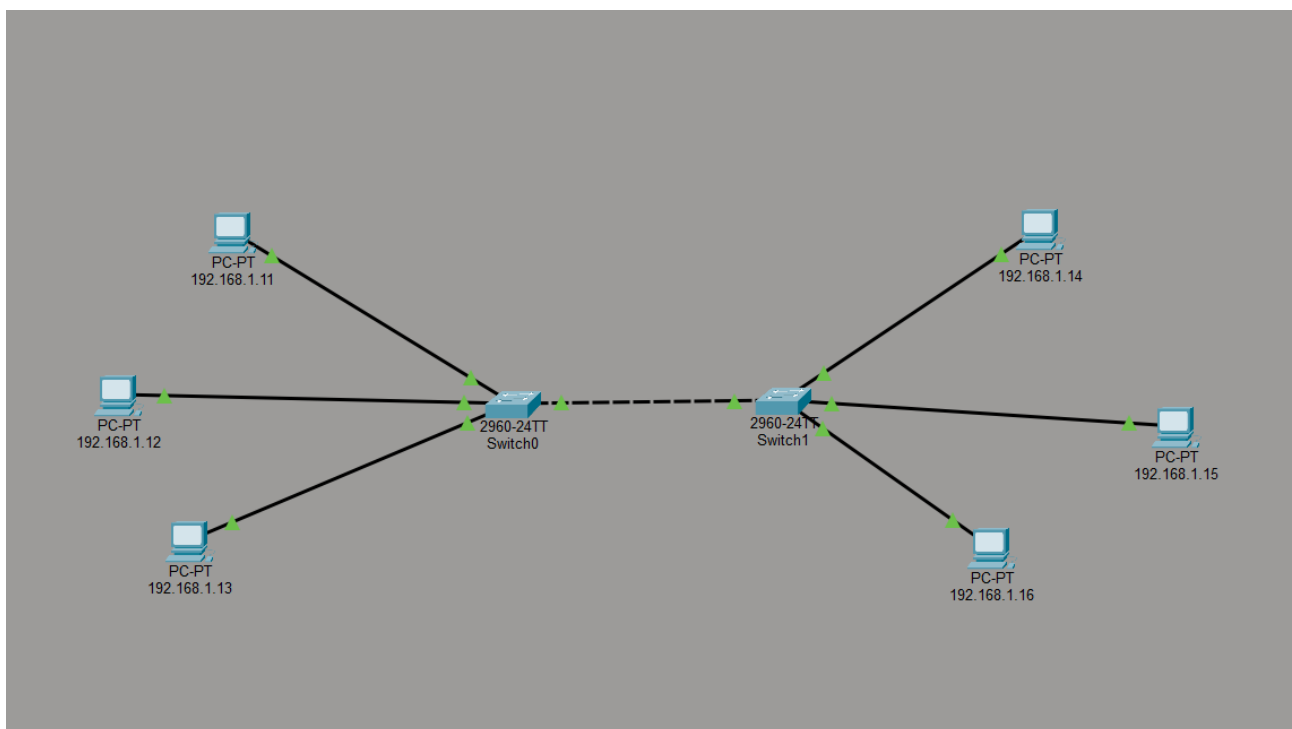 PC-PT
192.168.1.11
PC-PT
192.168.1.14
PC-PT
192.168.1.12
2960-24TT
Switch0
2960-24TT
Switch1
PC-PT
192.168.1.15
PC-PT
192.168.1.13
PC-PT
192.168.1.16